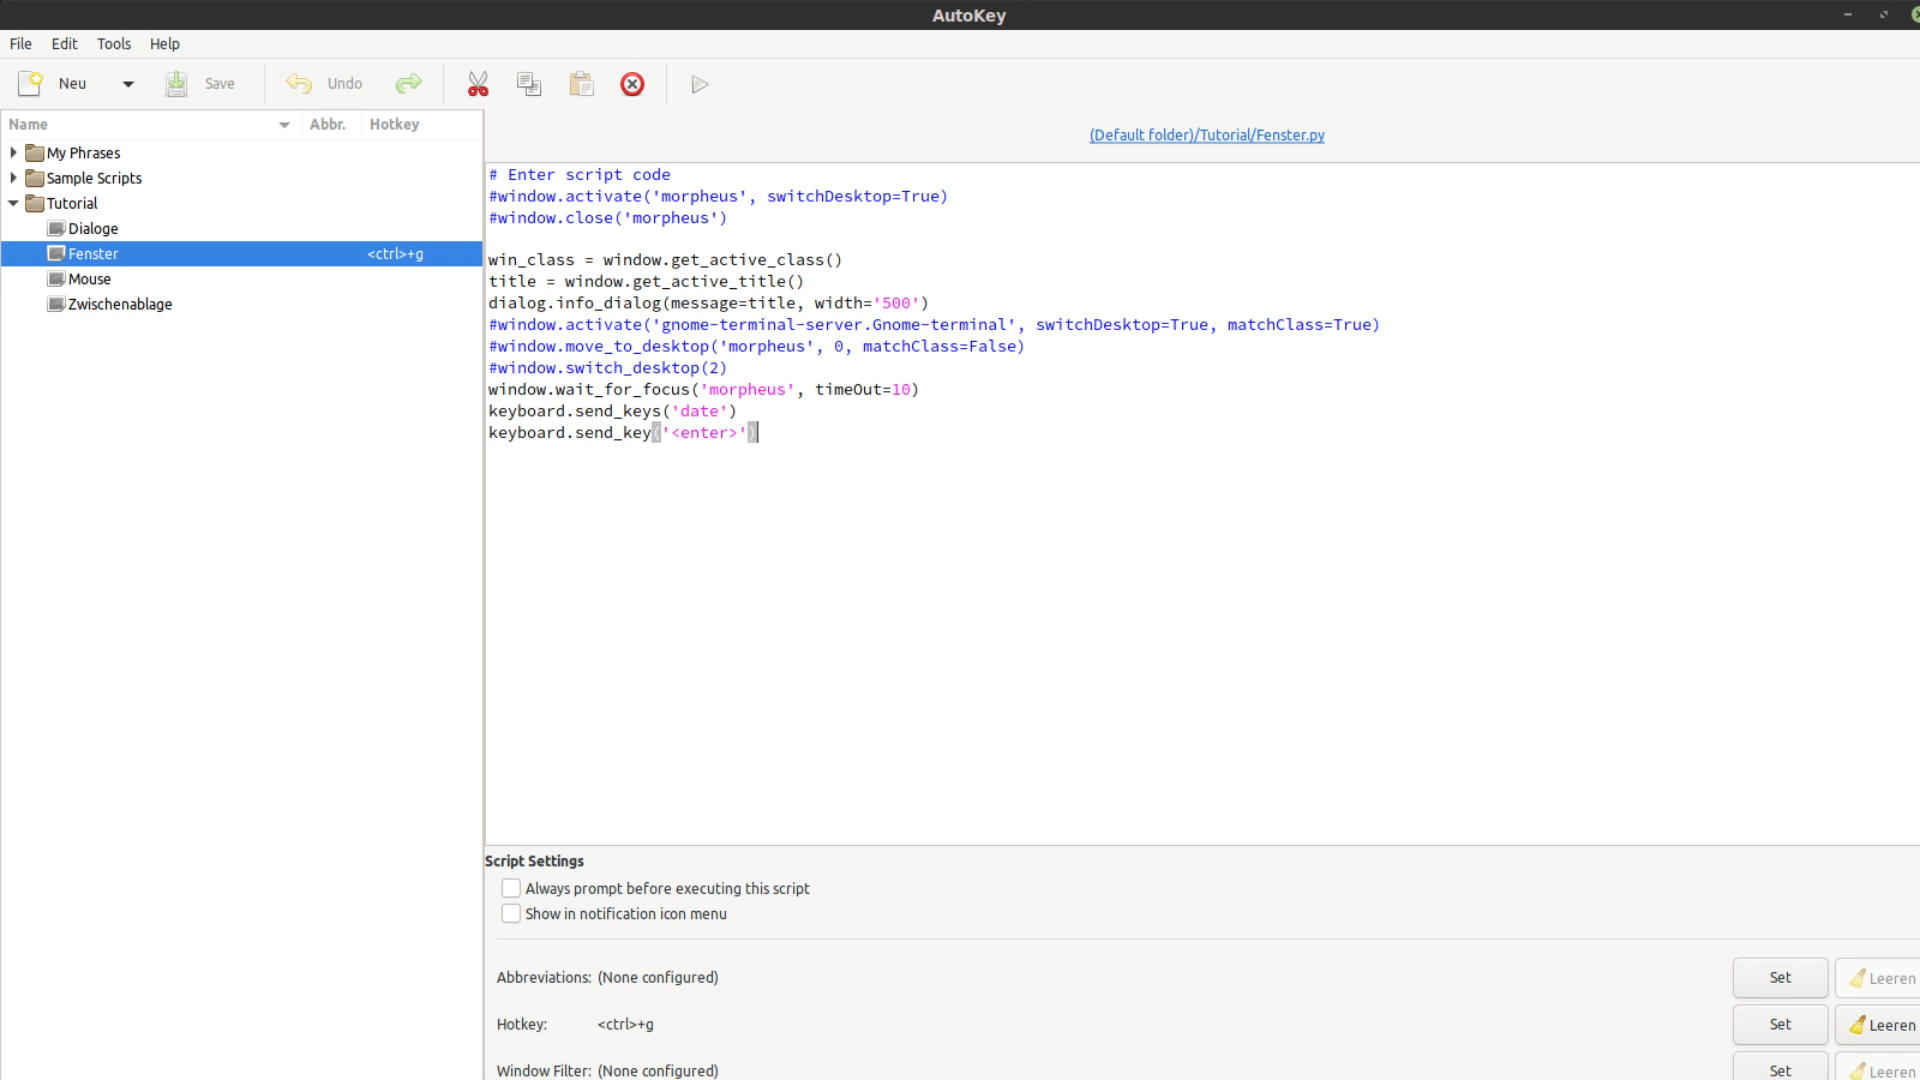 AutoKey
File Edit Tools Help
Neu Save Undo
Name Abbr. Hotkey
My Phrases
Sample Scripts
Tutorial
Dialoge
Fenster <ctrl>+g
Mouse
Zwischenablage
(Default folder)/Tutorial/Fenster.py
# Enter script code
#window.activate('morpheus', switchDesktop=True)
#window.close('morpheus')
win_class = window.get_active_class()
title = window.get_active_title()
dialog.info_dialog(message=title, width='500')
#window.activate('gnome-terminal-server.Gnome-terminal', switchDesktop=True, matchClass=True)
#window.move_to_desktop('morpheus', 0, matchClass=False)
#window.switch_desktop(2)
window.wait_for_focus('morpheus', timeOut=10)
keyboard.send_keys('date')
keyboard.send_key('<enter>')
Script Settings
Always prompt before executing this script
Show in notification icon menu
Abbreviations: (None configured) Set Leeren
Hotkey: <ctrl>+g Set Leeren
Window Filter: (None configured) Set Leeren